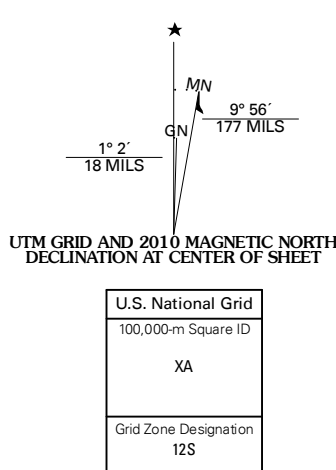 ★
MN
GN
9° 56´
177 MILS
1° 2´
18 MILS
UTM GRID AND 2010 MAGNETIC NORTH
DECLINATION AT CENTER OF SHEET
U.S. National Grid
100,000-m Square ID
XA
Grid Zone Designation
12S